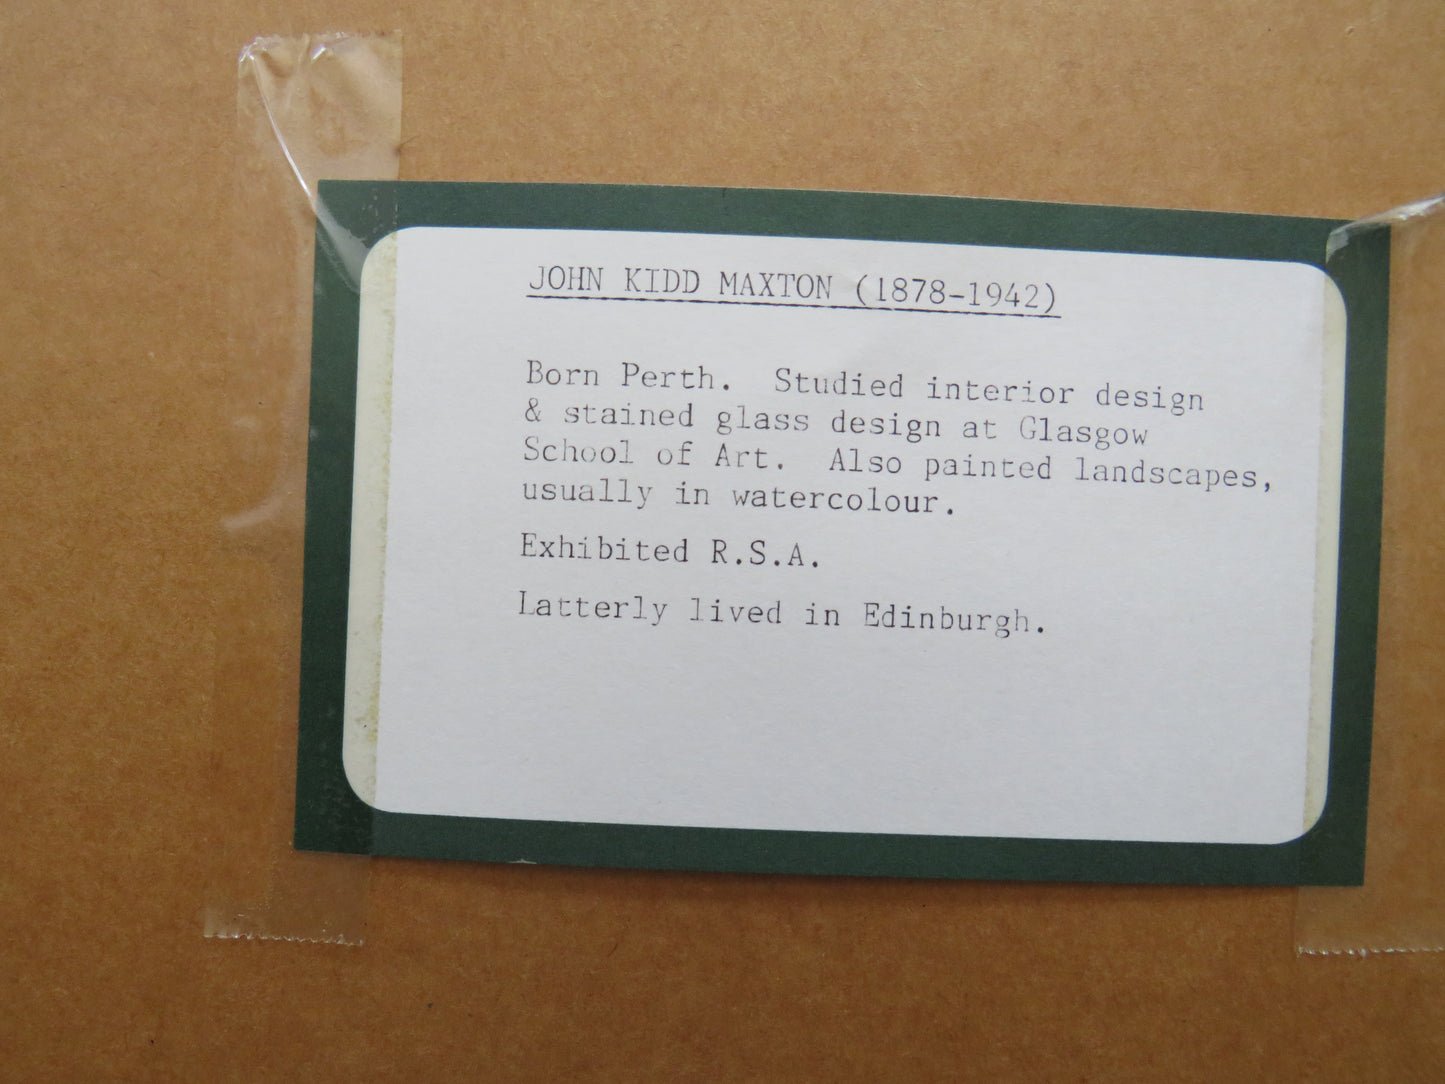 JOHN KIDD MAXTON (1878-1942)
Born Perth. Studied interior design
& stained glass design at Glasgow
School of Art. Also painted landscapes,
usually in watercolour.
Exhibited R.S.A.
Latterly lived in Edinburgh.